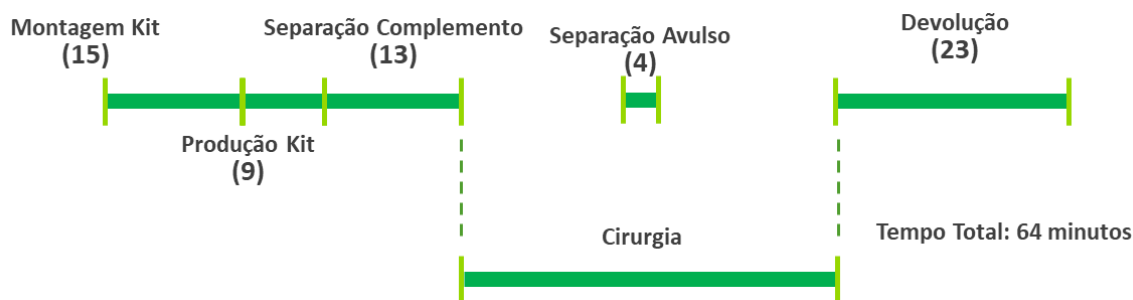 Montagem Kit
(15)
Separação Complemento
(13)
Separação Avulso
(4)
Devolução
(23)
Produção Kit
(9)
Cirurgia
Tempo Total: 64 minutos